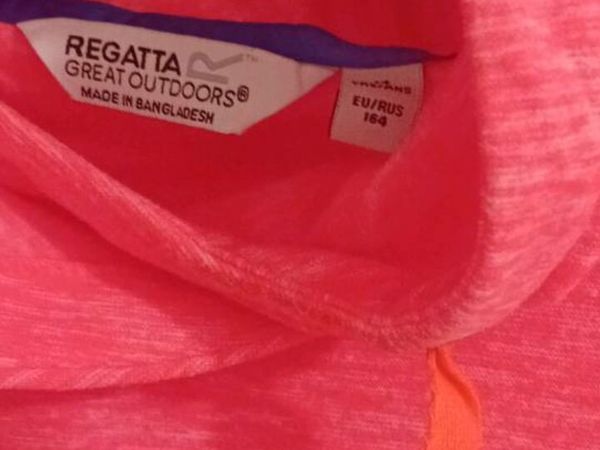 REGATTA
GREAT OUTDOORS®
MADE IN BANGLADESH
EU/RUS
164